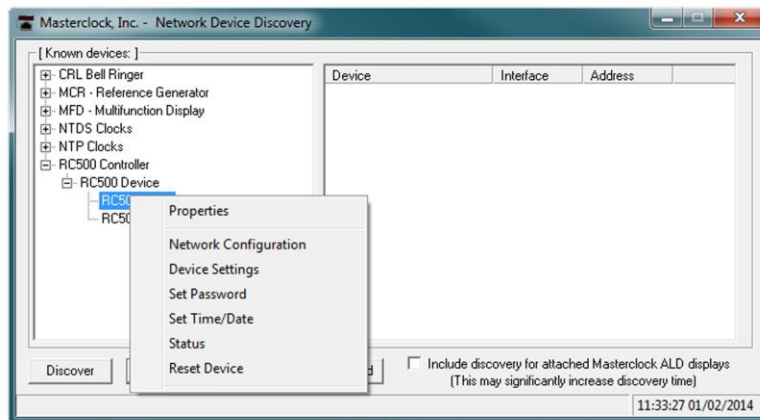 Masterclock, Inc. - Network Device Discovery
[ Known devices: ]
CRL Bell Ringer
MCR - Reference Generator
MFD - Multifunction Display
NTDS Clocks
NTP Clocks
RC500 Controller
RC500 Device
Device Interface Address
Properties
Network Configuration
Device Settings
Set Password
Set Time/Date
Status
Reset Device
Discover
Include discovery for attached Masterclock ALD displays
(This may significantly increase discovery time)
11:33:27 01/02/2014